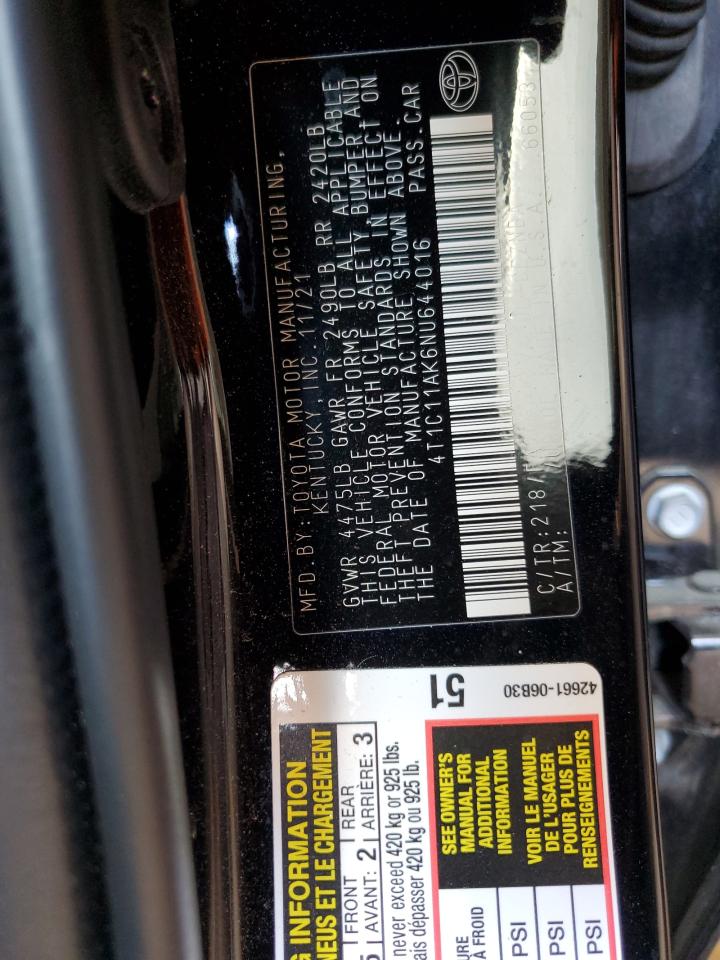 MFD.BY:TOYOTA MOTOR MANUFACTURING,
KENTUCKY, INC. 11/21
GVWR 4475LB GAWR FR 2490LB RR 2420LB
THIS VEHICLE CONFORMS TO ALL APPLICABLE
FEDERAL MOTOR VEHICLE SAFETY, BUMPER, AND
THEFT PREVENTION STANDARDS IN EFFECT ON
THE DATE OF MANUFACTURE SHOWN ABOVE.
4T1C11AK6NU644016 PASS.CAR
C/TR:218/
A/TM:
U.S.A. 66053
INFORMATION
NEUS ET LE CHARGEMENT
FRONT REAR
AVANT: 2 ARRIÈRE: 3
never exceed 420 kg or 925 lbs.
ais dépasser 420 kg ou 925 lb.
51
SEE OWNER'S
MANUAL FOR
ADDITIONAL
INFORMATION
VOIR LE MANUEL
DE L'USAGER
POUR PLUS DE
RENSEIGNEMENTS
À FROID
PSI
PSI
PSI
42661-06B30